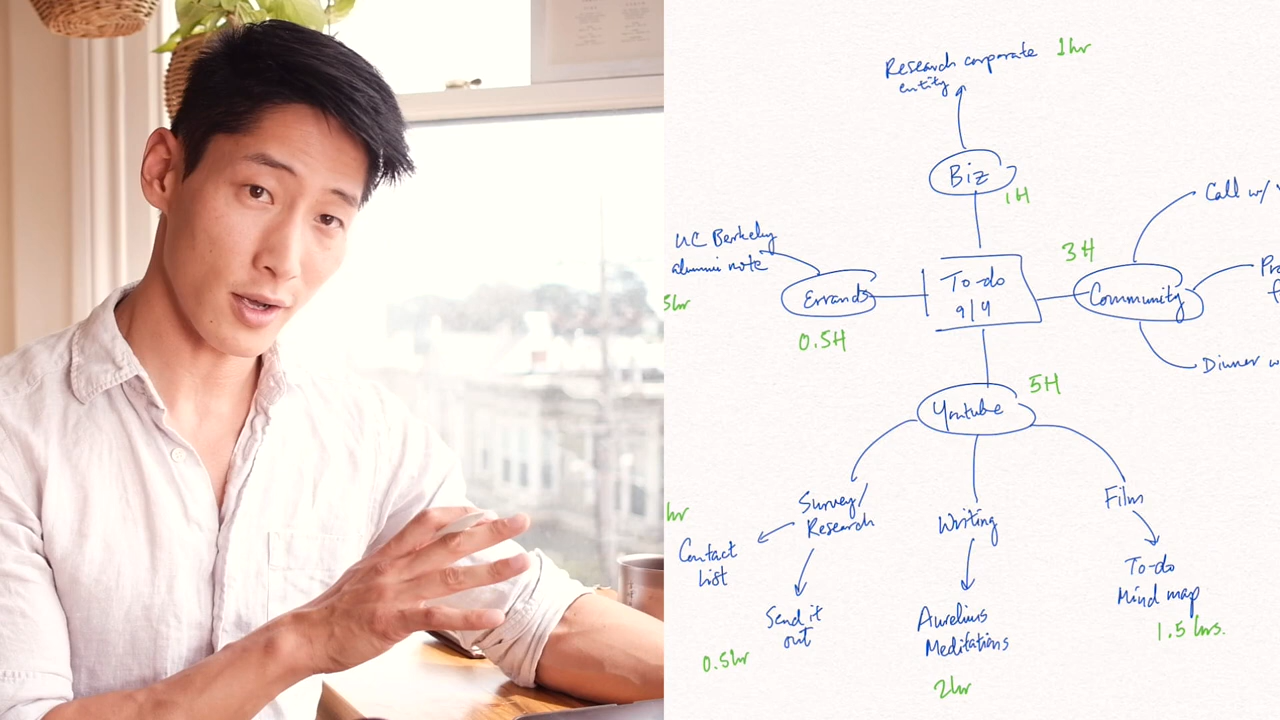 Research corporate 1hr
entity
Biz
1H
Call w/
UC Berkeley
alumni note
5hr
Errands
0.5H
To-do
9/4
3H
Community
Dinner w
Youtube
5H
Survey/
Research
hr
Contact
List
Send it
out
0.5hr
Writing
Aurelius
Meditations
2hr
Film
To-do
Mind map
1.5 hrs.